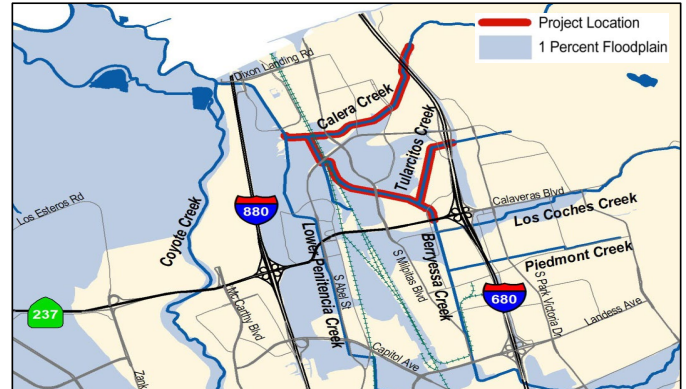 Project Location
1 Percent Floodplain
Dixon Landing Rd
Calera Creek
Tularcitos Creek
Los Esteros Rd
Coyote Creek
880
Calaveras Blvd
Los Coches Creek
Lower Penitencia Creek
S Abel St
S Milpitas Blvd
Berryessa Creek
Piedmont Creek
237
McCarthy Blvd
680
S Park Victoria Dr
Landess Ave
Capitol Ave
Zank